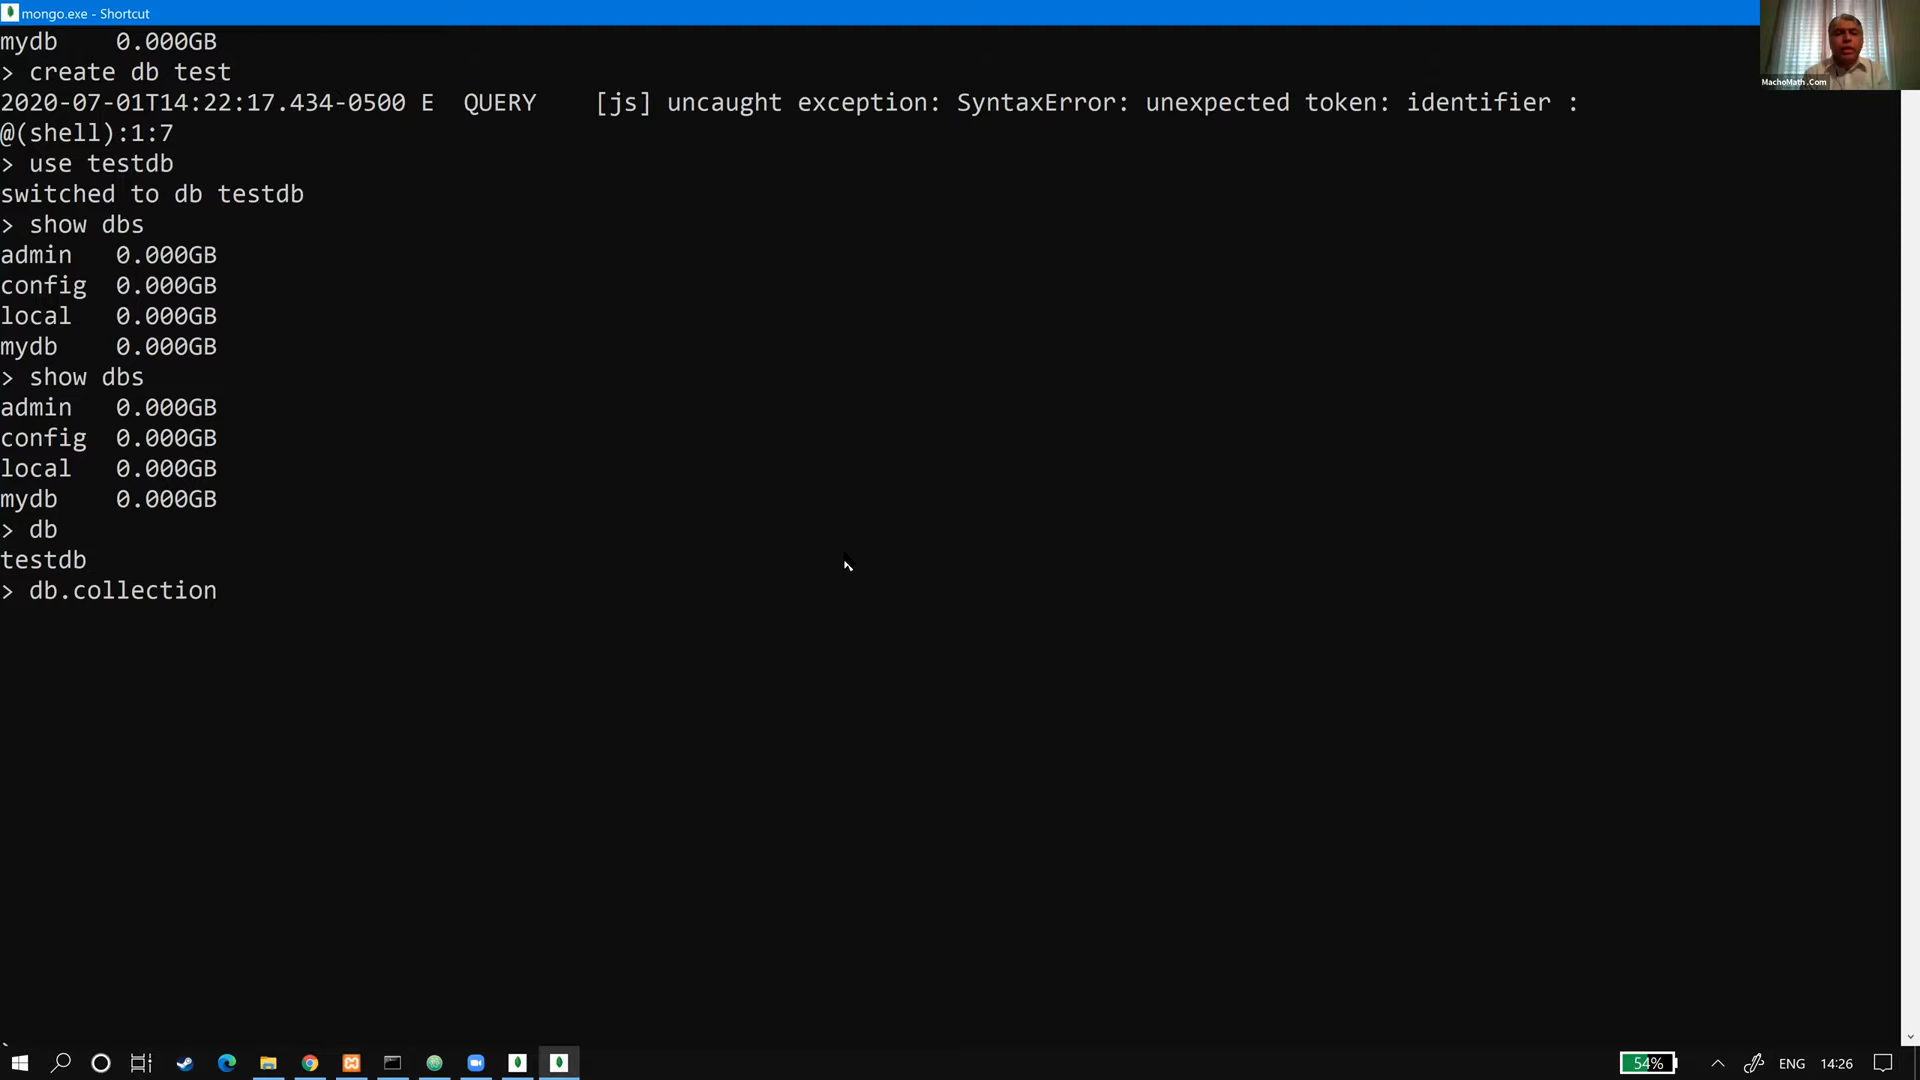 mongo.exe - Shortcut
mydb 0.000GB
> create db test
2020-07-01T14:22:17.434-0500 E QUERY [js] uncaught exception: SyntaxError: unexpected token: identifier :
@(shell):1:7
> use testdb
switched to db testdb
> show dbs
admin 0.000GB
config 0.000GB
local 0.000GB
mydb 0.000GB
> show dbs
admin 0.000GB
config 0.000GB
local 0.000GB
mydb 0.000GB
> db
testdb
> db.collection
MachoMath .Com
54%
ENG
14:26